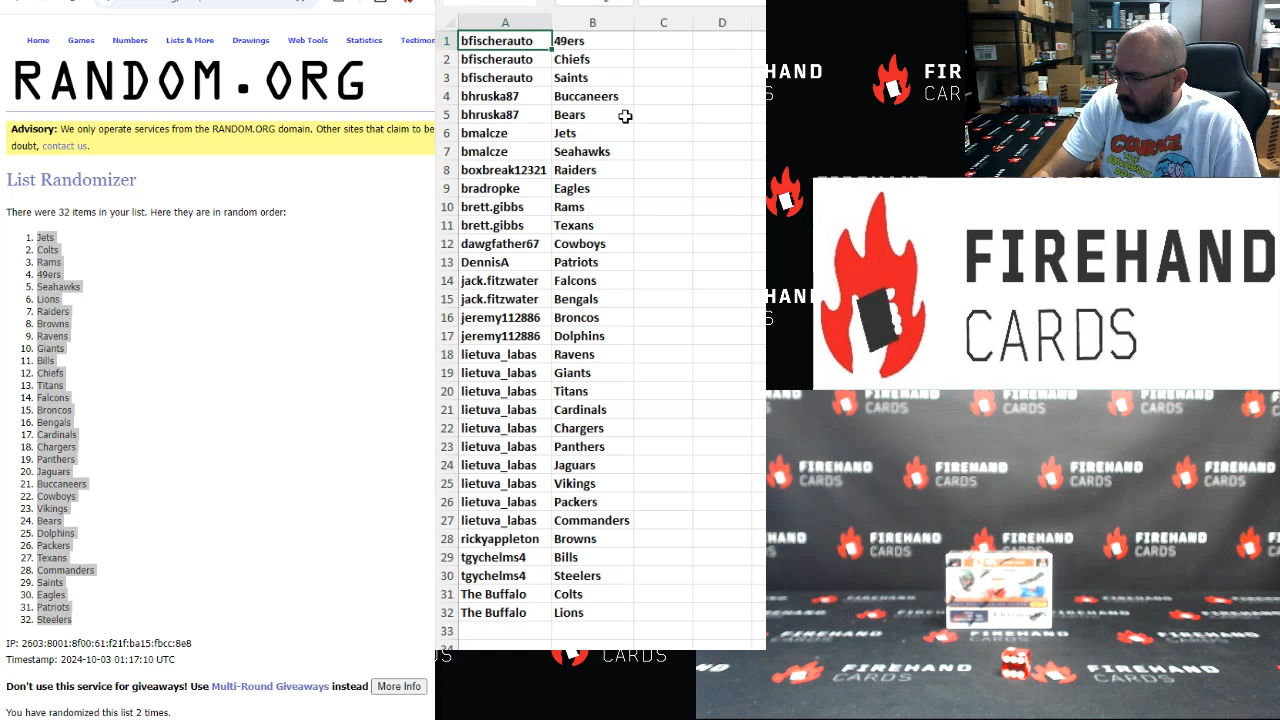 Home Games Numbers Lists & More Drawings Web Tools Statistics Testimor
RANDOM.ORG
Advisory: We only operate services from the RANDOM.ORG domain. Other sites that claim to be
doubt, contact us.
List Randomizer
There were 32 items in your list. Here they are in random order:
1. Jets
2. Colts
3. Rams
4. 49ers
5. Seahawks
6. Lions
7. Raiders
8. Browns
9. Ravens
10. Giants
11. Bills
12. Chiefs
13. Titans
14. Falcons
15. Broncos
16. Bengals
17. Cardinals
18. Chargers
19. Panthers
20. Jaguars
21. Buccaneers
22. Cowboys
23. Vikings
24. Bears
25. Dolphins
26. Packers
27. Texans
28. Commanders
29. Saints
30. Eagles
31. Patriots
32. Steelers
IP: 2603:8001:8f00:61:f21f:ba15:fbcc:8e8
Timestamp: 2024-10-03 01:17:10 UTC
Don't use this service for giveaways! Use Multi-Round Giveaways instead More Info
You have randomized this list 2 times.
A B C D
1 bfischerauto 49ers
2 bfischerauto Chiefs
3 bfischerauto Saints
4 bhruska87 Buccaneers
5 bhruska87 Bears
6 bmalcze Jets
7 bmalcze Seahawks
8 boxbreak12321 Raiders
9 bradropke Eagles
10 brett.gibbs Rams
11 brett.gibbs Texans
12 dawgfather67 Cowboys
13 DennisA Patriots
14 jack.fitzwater Falcons
15 jack.fitzwater Bengals
16 jeremy112886 Broncos
17 jeremy112886 Dolphins
18 lietuva_labas Ravens
19 lietuva_labas Giants
20 lietuva_labas Titans
21 lietuva_labas Cardinals
22 lietuva_labas Chargers
23 lietuva_labas Panthers
24 lietuva_labas Jaguars
25 lietuva_labas Vikings
26 lietuva_labas Packers
27 lietuva_labas Commanders
28 rickyappleton Browns
29 tgychelms4 Bills
30 tgychelms4 Steelers
31 The Buffalo Colts
32 The Buffalo Lions
33
34
COURAGE
FIREHAND
CARDS